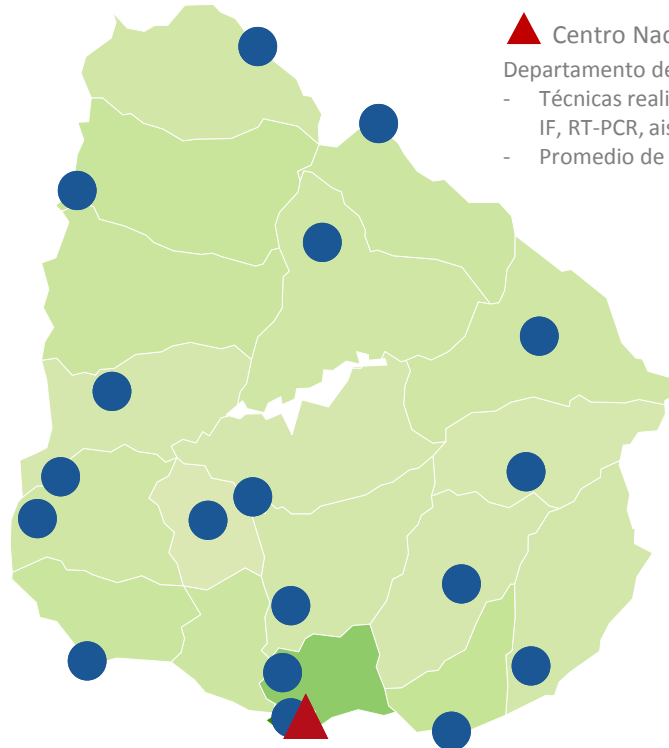 Centro Nac
Departamento de
- Técnicas reali
IF, RT-PCR, ais
- Promedio de